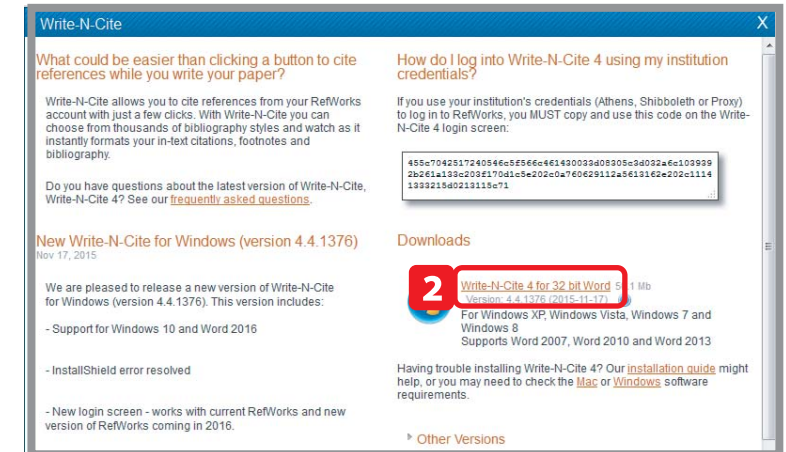 Write-N-Cite
X
What could be easier than clicking a button to cite
references while you write your paper?
Write-N-Cite allows you to cite references from your RefWorks
account with just a few clicks. With Write-N-Cite you can
choose from thousands of bibliography styles and watch as it
instantly formats your in-text citations, footnotes and
bibliography.
Do you have questions about the latest version of Write-N-Cite,
Write-N-Cite 4? See our frequently asked questions.
New Write-N-Cite for Windows (version 4.4.1376)
Nov 17, 2015
We are pleased to release a new version of Write-N-Cite
for Windows (version 4.4.1376). This version includes:
- Support for Windows 10 and Word 2016
- InstallShield error resolved
- New login screen - works with current RefWorks and new
version of RefWorks coming in 2016.
How do I log into Write-N-Cite 4 using my institution
credentials?
If you use your institution's credentials (Athens, Shibboleth or Proxy)
to log in to RefWorks, you MUST copy and use this code on the Write-
N-Cite 4 login screen:
455c7042517240546c5f566c461430033d08305c3d032a6c103939
2b261a133c203f170d1c5e202c0a760629112a5613162e202c1114
1333215d0213115c71
Downloads
2
Write-N-Cite 4 for 32 bit Word
1 Mb
Version: 4.4.1376 (2015-11-17)
For Windows XP, Windows Vista, Windows 7 and
Windows 8
Supports Word 2007, Word 2010 and Word 2013
Having trouble installing Write-N-Cite 4? Our installation guide might
help, or you may need to check the Mac or Windows software
requirements.
Other Versions